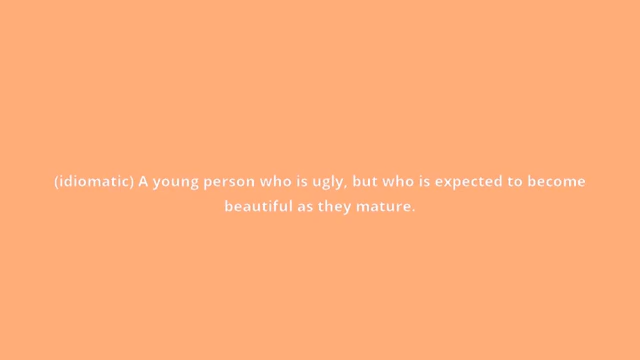 (idiomatic) A young person who is ugly, but who is expected to become
beautiful as they mature.